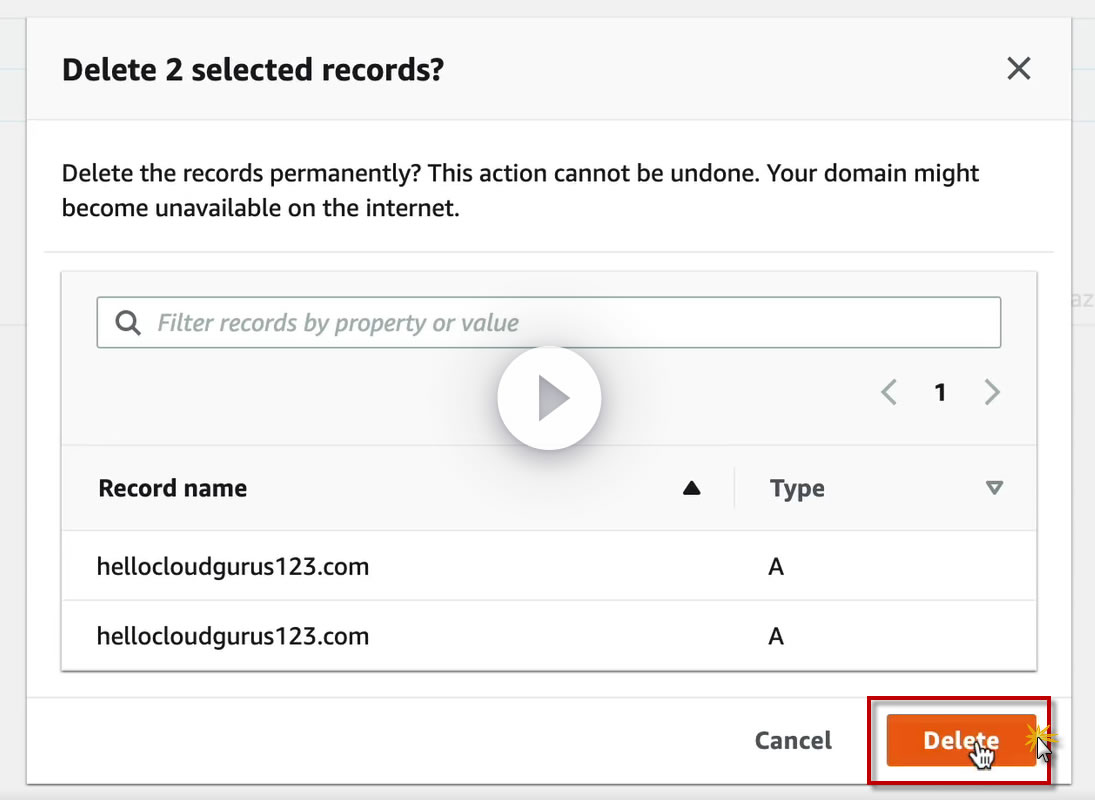 Delete 2 selected records?
Delete the records permanently? This action cannot be undone. Your domain might
become unavailable on the internet.
Filter records by property or value
az
1
Record name Type
hellocloudgurus123.com A
hellocloudgurus123.com A
Cancel Delete